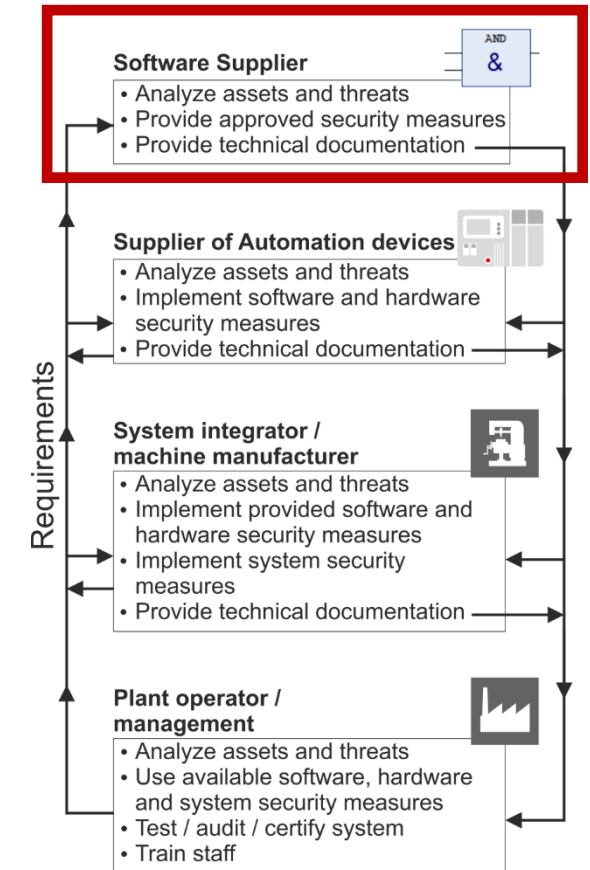 AND
&
Software Supplier
• Analyze assets and threats
• Provide approved security measures
• Provide technical documentation
Supplier of Automation devices
• Analyze assets and threats
• Implement software and hardware
security measures
• Provide technical documentation
Requirements
System integrator /
machine manufacturer
• Analyze assets and threats
• Implement provided software and
hardware security measures
• Implement system security
measures
• Provide technical documentation
Plant operator /
management
• Analyze assets and threats
• Use available software, hardware
and system security measures
• Test / audit / certify system
• Train staff